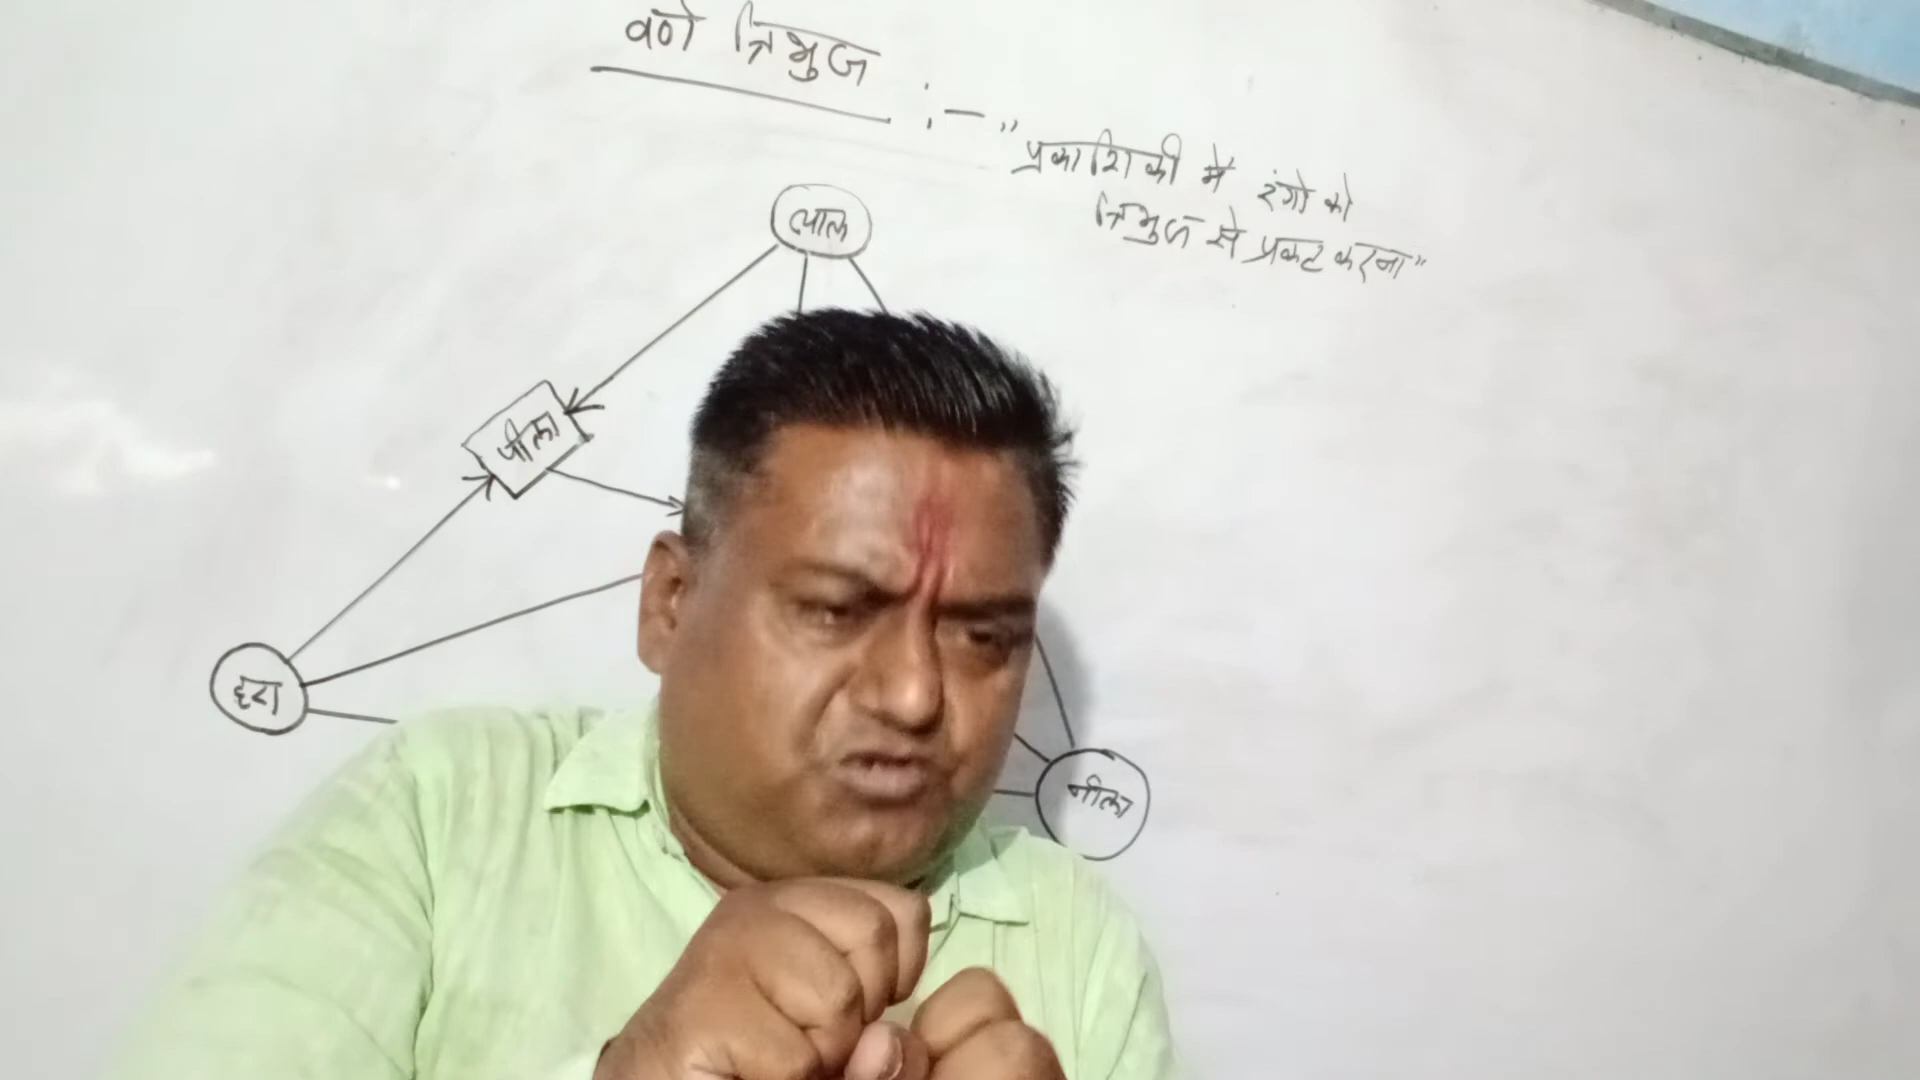 वर्ण त्रिभुज :- "प्रकाशिकी में रंगो को
त्रिभुज से प्रकट करना"
लाल
पीला
हरा
नीला